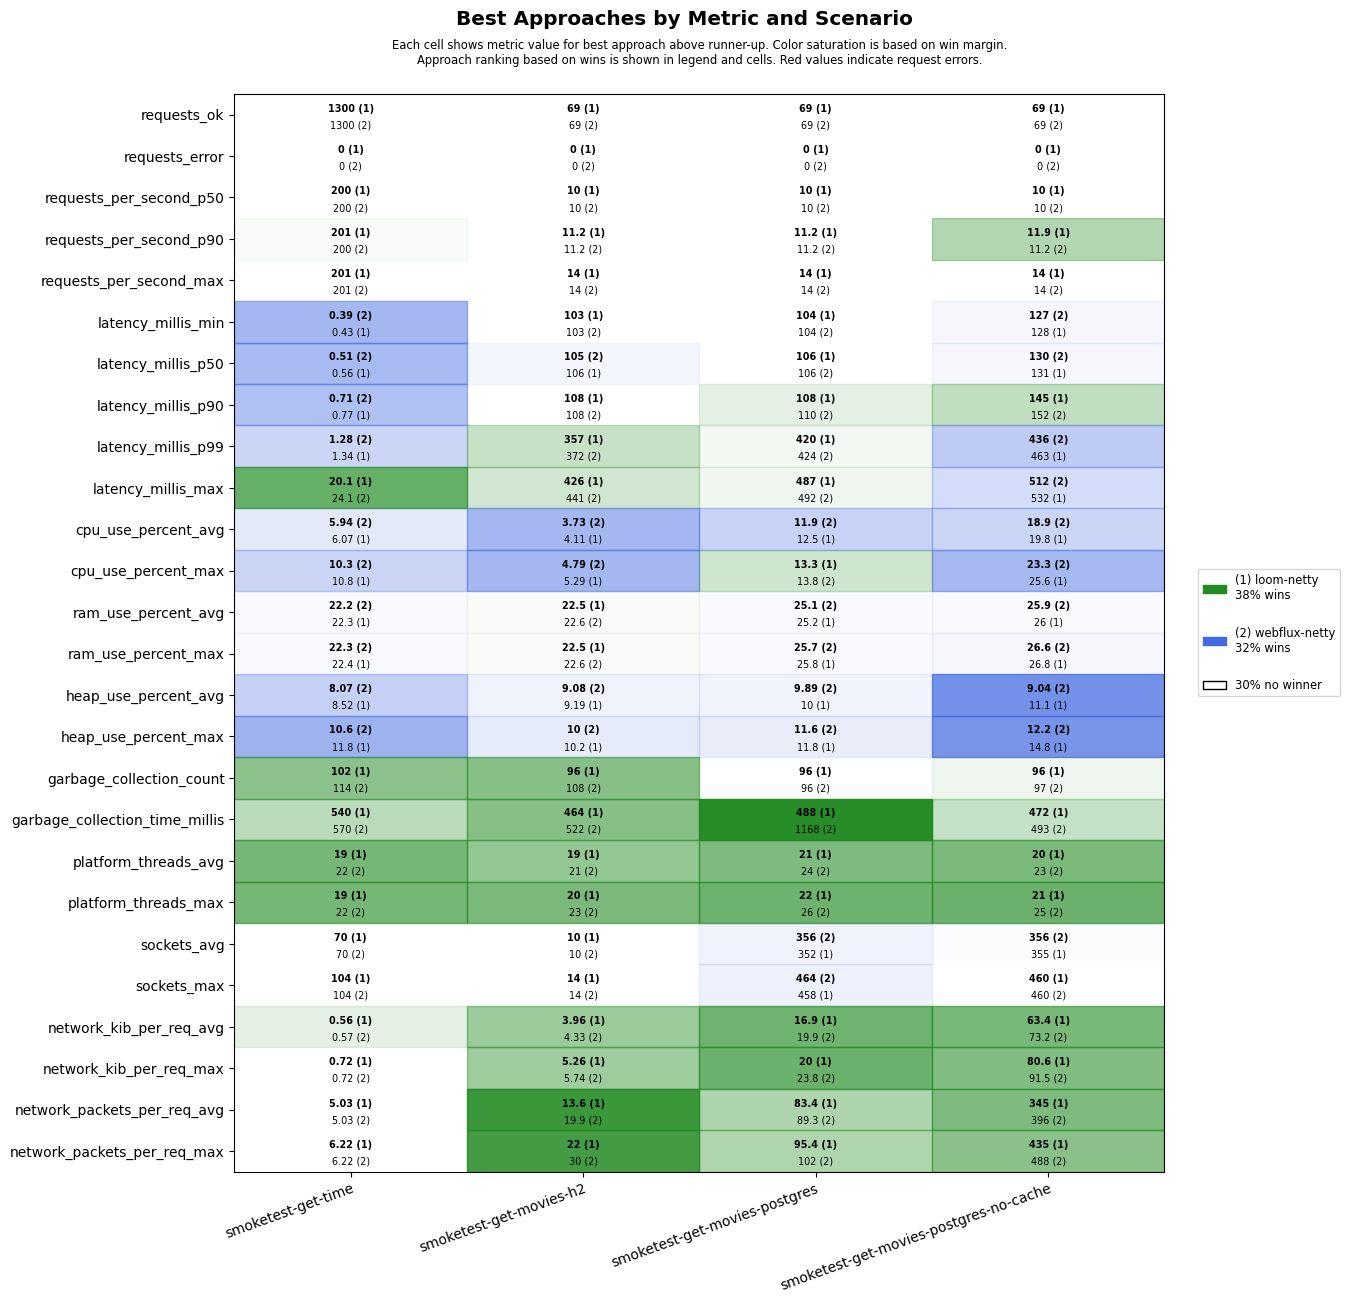 Best Approaches by Metric and Scenario
Each cell shows metric value for best approach above runner-up. Color saturation is based on win margin.
Approach ranking based on wins is shown in legend and cells. Red values indicate request errors.
requests_ok
1300 (1) 69 (1) 69 (1) 69 (1)
1300 (2) 69 (2) 69 (2) 69 (2)
requests_error
0 (1) 0 (1) 0 (1) 0 (1)
0 (2) 0 (2) 0 (2) 0 (2)
requests_per_second_p50
200 (1) 10 (1) 10 (1) 10 (1)
200 (2) 10 (2) 10 (2) 10 (2)
requests_per_second_p90
201 (1) 11.2 (1) 11.2 (1) 11.9 (1)
200 (2) 11.2 (2) 11.2 (2) 11.2 (2)
requests_per_second_max
201 (1) 14 (1) 14 (1) 14 (1)
201 (2) 14 (2) 14 (2) 14 (2)
latency_millis_min
0.39 (2) 103 (1) 104 (1) 127 (2)
0.43 (1) 103 (2) 104 (2) 128 (1)
latency_millis_p50
0.51 (2) 105 (2) 106 (1) 130 (2)
0.56 (1) 106 (1) 106 (2) 131 (1)
latency_millis_p90
0.71 (2) 108 (1) 108 (1) 145 (1)
0.77 (1) 108 (2) 110 (2) 152 (2)
latency_millis_p99
1.28 (2) 357 (1) 420 (1) 436 (2)
1.34 (1) 372 (2) 424 (2) 463 (1)
latency_millis_max
20.1 (1) 426 (1) 487 (1) 512 (2)
24.1 (2) 441 (2) 492 (2) 532 (1)
cpu_use_percent_avg
5.94 (2) 3.73 (2) 11.9 (2) 18.9 (2)
6.07 (1) 4.11 (1) 12.5 (1) 19.8 (1)
cpu_use_percent_max
10.3 (2) 4.79 (2) 13.3 (1) 23.3 (2)
10.8 (1) 5.29 (1) 13.8 (2) 25.6 (1)
ram_use_percent_avg
22.2 (2) 22.5 (1) 25.1 (2) 25.9 (2)
22.3 (1) 22.6 (2) 25.2 (1) 26 (1)
ram_use_percent_max
22.3 (2) 22.5 (1) 25.7 (2) 26.6 (2)
22.4 (1) 22.6 (2) 25.8 (1) 26.8 (1)
heap_use_percent_avg
8.07 (2) 9.08 (2) 9.89 (2) 9.04 (2)
8.52 (1) 9.19 (1) 10 (1) 11.1 (1)
heap_use_percent_max
10.6 (2) 10 (2) 11.6 (2) 12.2 (2)
11.8 (1) 10.2 (1) 11.8 (1) 14.8 (1)
garbage_collection_count
102 (1) 96 (1) 96 (1) 96 (1)
114 (2) 108 (2) 96 (2) 97 (2)
garbage_collection_time_millis
540 (1) 464 (1) 488 (1) 472 (1)
570 (2) 522 (2) 1168 (2) 493 (2)
platform_threads_avg
19 (1) 19 (1) 21 (1) 20 (1)
22 (2) 21 (2) 24 (2) 23 (2)
platform_threads_max
19 (1) 20 (1) 22 (1) 21 (1)
22 (2) 23 (2) 26 (2) 25 (2)
sockets_avg
70 (1) 10 (1) 356 (2) 356 (2)
70 (2) 10 (2) 352 (1) 355 (1)
sockets_max
104 (1) 14 (1) 464 (2) 460 (1)
104 (2) 14 (2) 458 (1) 460 (2)
network_kib_per_req_avg
0.56 (1) 3.96 (1) 16.9 (1) 63.4 (1)
0.57 (2) 4.33 (2) 19.9 (2) 73.2 (2)
network_kib_per_req_max
0.72 (1) 5.26 (1) 20 (1) 80.6 (1)
0.72 (2) 5.74 (2) 23.8 (2) 91.5 (2)
network_packets_per_req_avg
5.03 (1) 13.6 (1) 83.4 (1) 345 (1)
5.03 (2) 19.9 (2) 89.3 (2) 396 (2)
network_packets_per_req_max
6.22 (1) 22 (1) 95.4 (1) 435 (1)
6.22 (2) 30 (2) 102 (2) 488 (2)
smoketest-get-time
smoketest-get-movies-h2
smoketest-get-movies-postgres
smoketest-get-movies-postgres-no-cache
(1) loom-netty
38% wins
(2) webflux-netty
32% wins
30% no winner